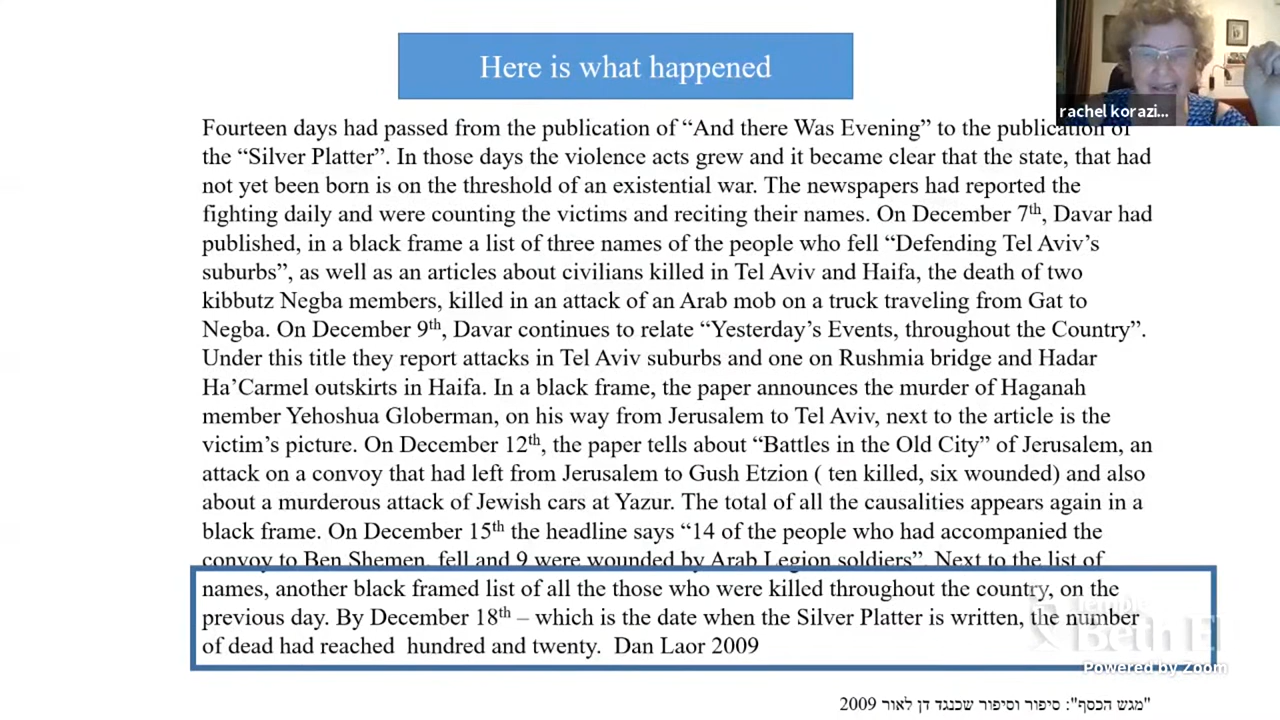 Here is what happened
rachel korazi...
Fourteen days had passed from the publication of “And there Was Evening” to the publication of
the “Silver Platter”. In those days the violence acts grew and it became clear that the state, that had
not yet been born is on the threshold of an existential war. The newspapers had reported the
fighting daily and were counting the victims and reciting their names. On December 7th, Davar had
published, in a black frame a list of three names of the people who fell “Defending Tel Aviv’s
suburbs”, as well as an articles about civilians killed in Tel Aviv and Haifa, the death of two
kibbutz Negba members, killed in an attack of an Arab mob on a truck traveling from Gat to
Negba. On December 9th, Davar continues to relate “Yesterday’s Events, throughout the Country”.
Under this title they report attacks in Tel Aviv suburbs and one on Rushmia bridge and Hadar
Ha’Carmel outskirts in Haifa. In a black frame, the paper announces the murder of Haganah
member Yehoshua Globerman, on his way from Jerusalem to Tel Aviv, next to the article is the
victim’s picture. On December 12th, the paper tells about “Battles in the Old City” of Jerusalem, an
attack on a convoy that had left from Jerusalem to Gush Etzion ( ten killed, six wounded) and also
about a murderous attack of Jewish cars at Yazur. The total of all the causalities appears again in a
black frame. On December 15th the headline says “14 of the people who had accompanied the
convoy to Ben Shemen, fell and 9 were wounded by Arab Legion soldiers”. Next to the list of
names, another black framed list of all the those who were killed throughout the country, on the
previous day. By December 18th – which is the date when the Silver Platter is written, the number
of dead had reached hundred and twenty. Dan Laor 2009
Temple
Beth El
Powered by Zoom
"מגש הכסף": סיפור וסיפור שכנגד דן לאור 2009